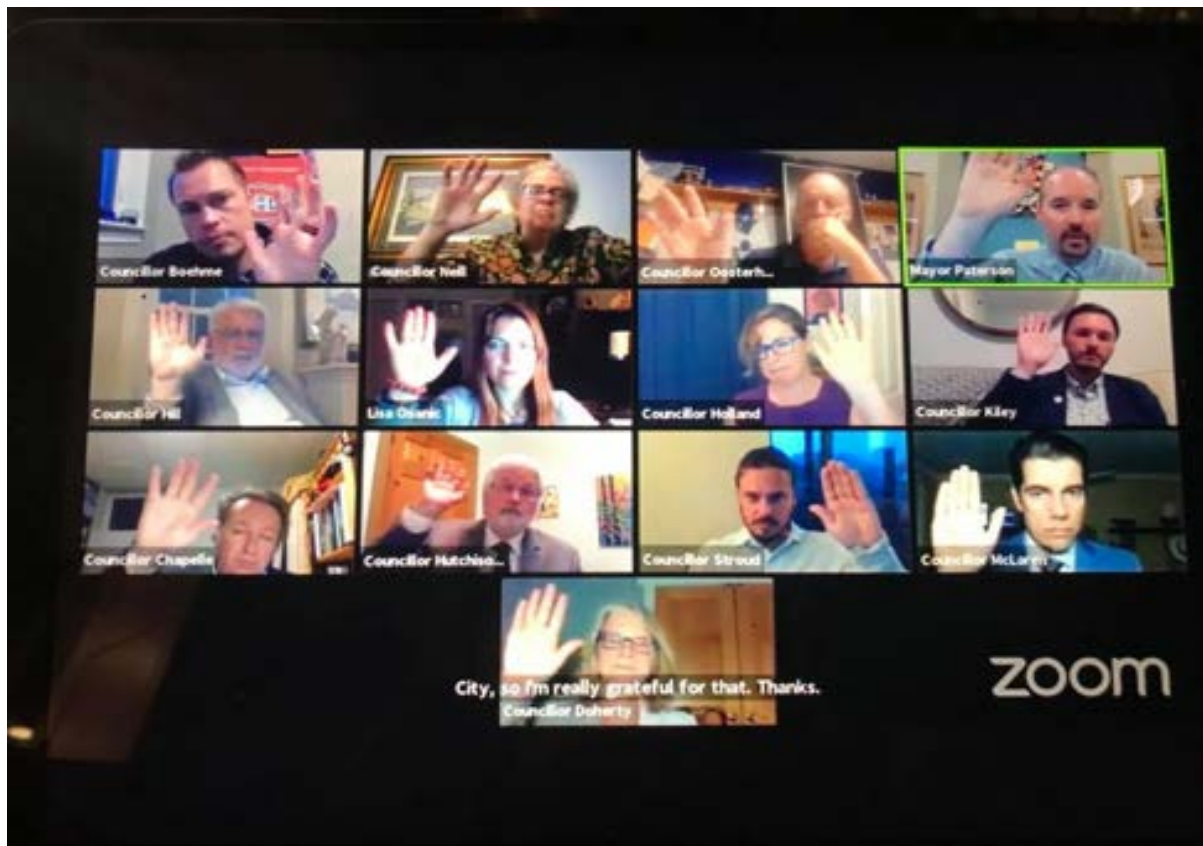 Councillor Boehme
Councillor Neill
Councillor Oosterh...
Mayor Paterson
Councillor Hill
Lisa Osanic
Councillor Holland
Councillor Kiley
Councillor Chapelle
Councillor Hutchiso...
Councillor Stroud
Councillor McLaren
City, so I'm really grateful for that. Thanks.
Councillor Doherty
zoom